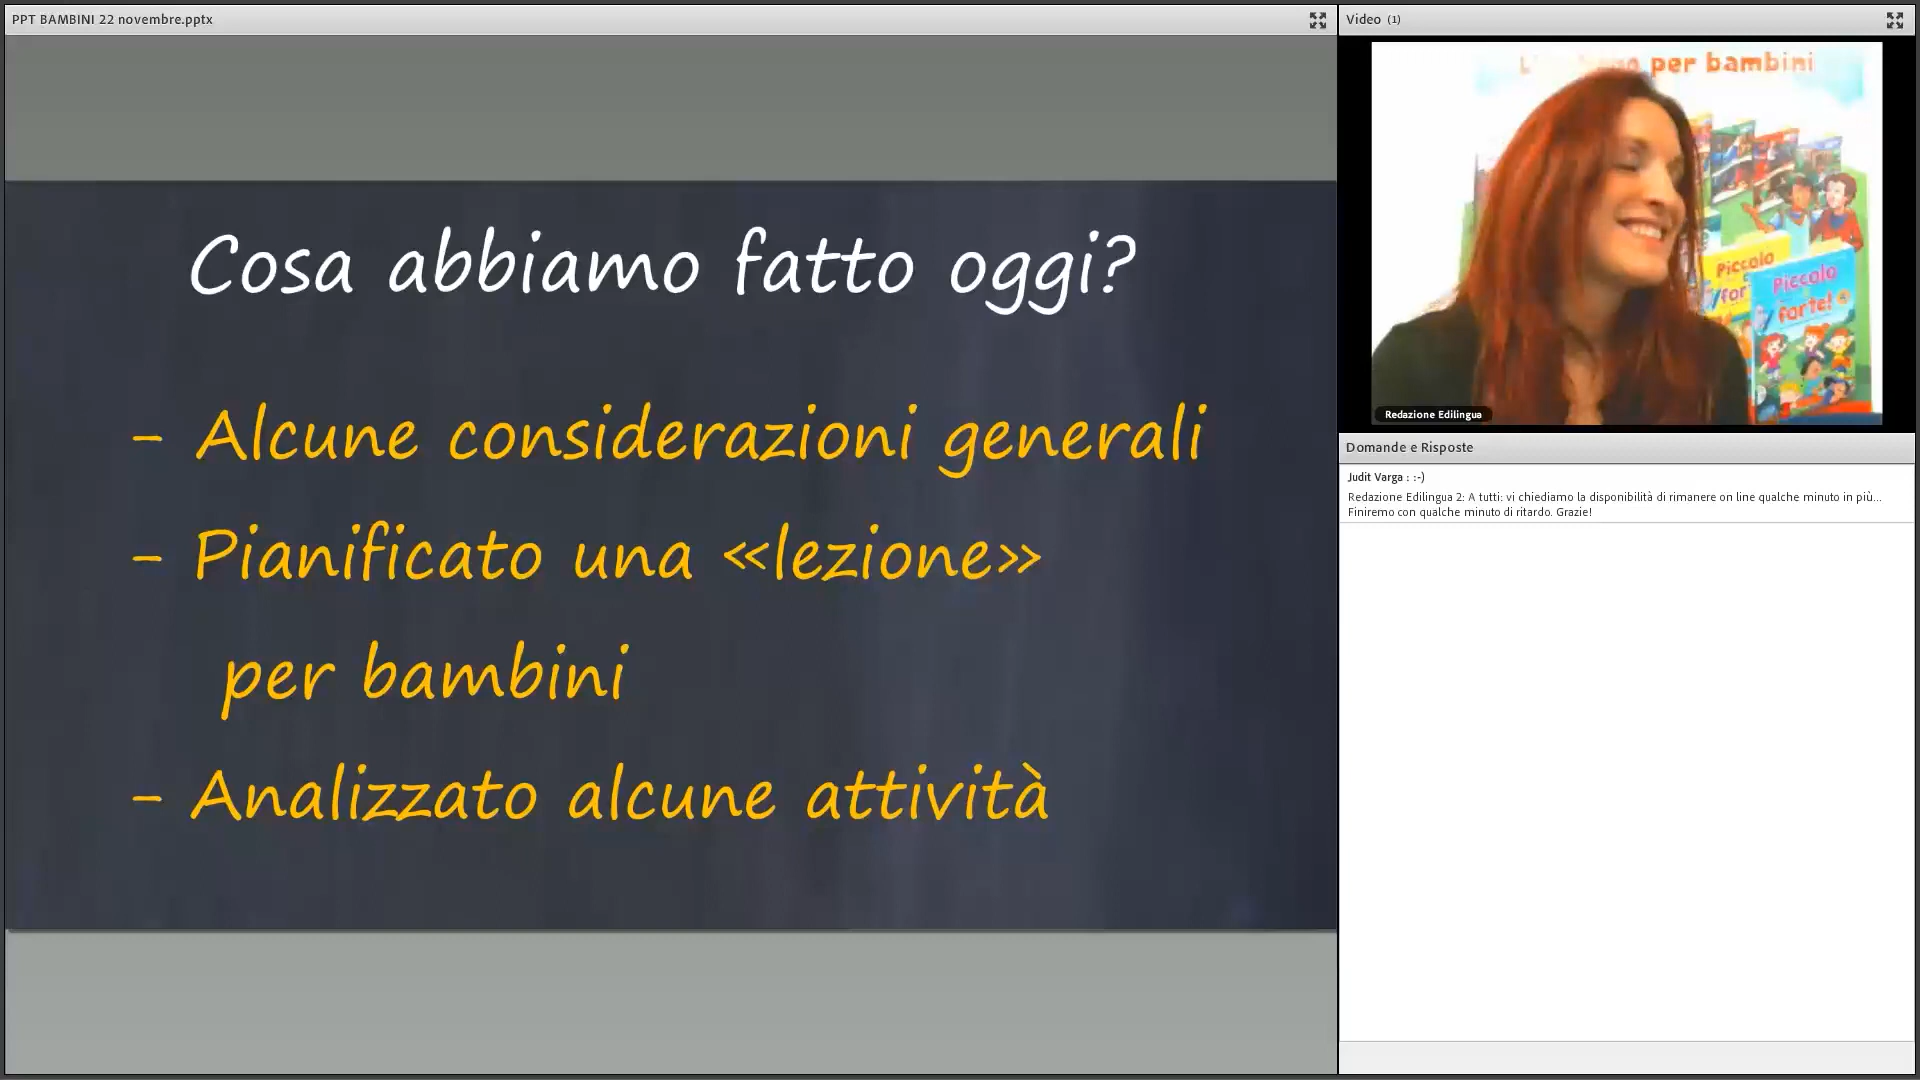 PPT BAMBINI 22 novembre.pptx
Cosa abbiamo fatto oggi?
- Alcune considerazioni generali
- Pianificato una «lezione»
per bambini
- Analizzato alcune attività
Video (1)
per bambini
Piccolo
Piccolo
forte!
Redazione Edilingua
Domande e Risposte
Judit Varga : :-)
Redazione Edilingua 2: A tutti: vi chiediamo la disponibilità di rimanere on line qualche minuto in più...
Finiremo con qualche minuto di ritardo. Grazie!